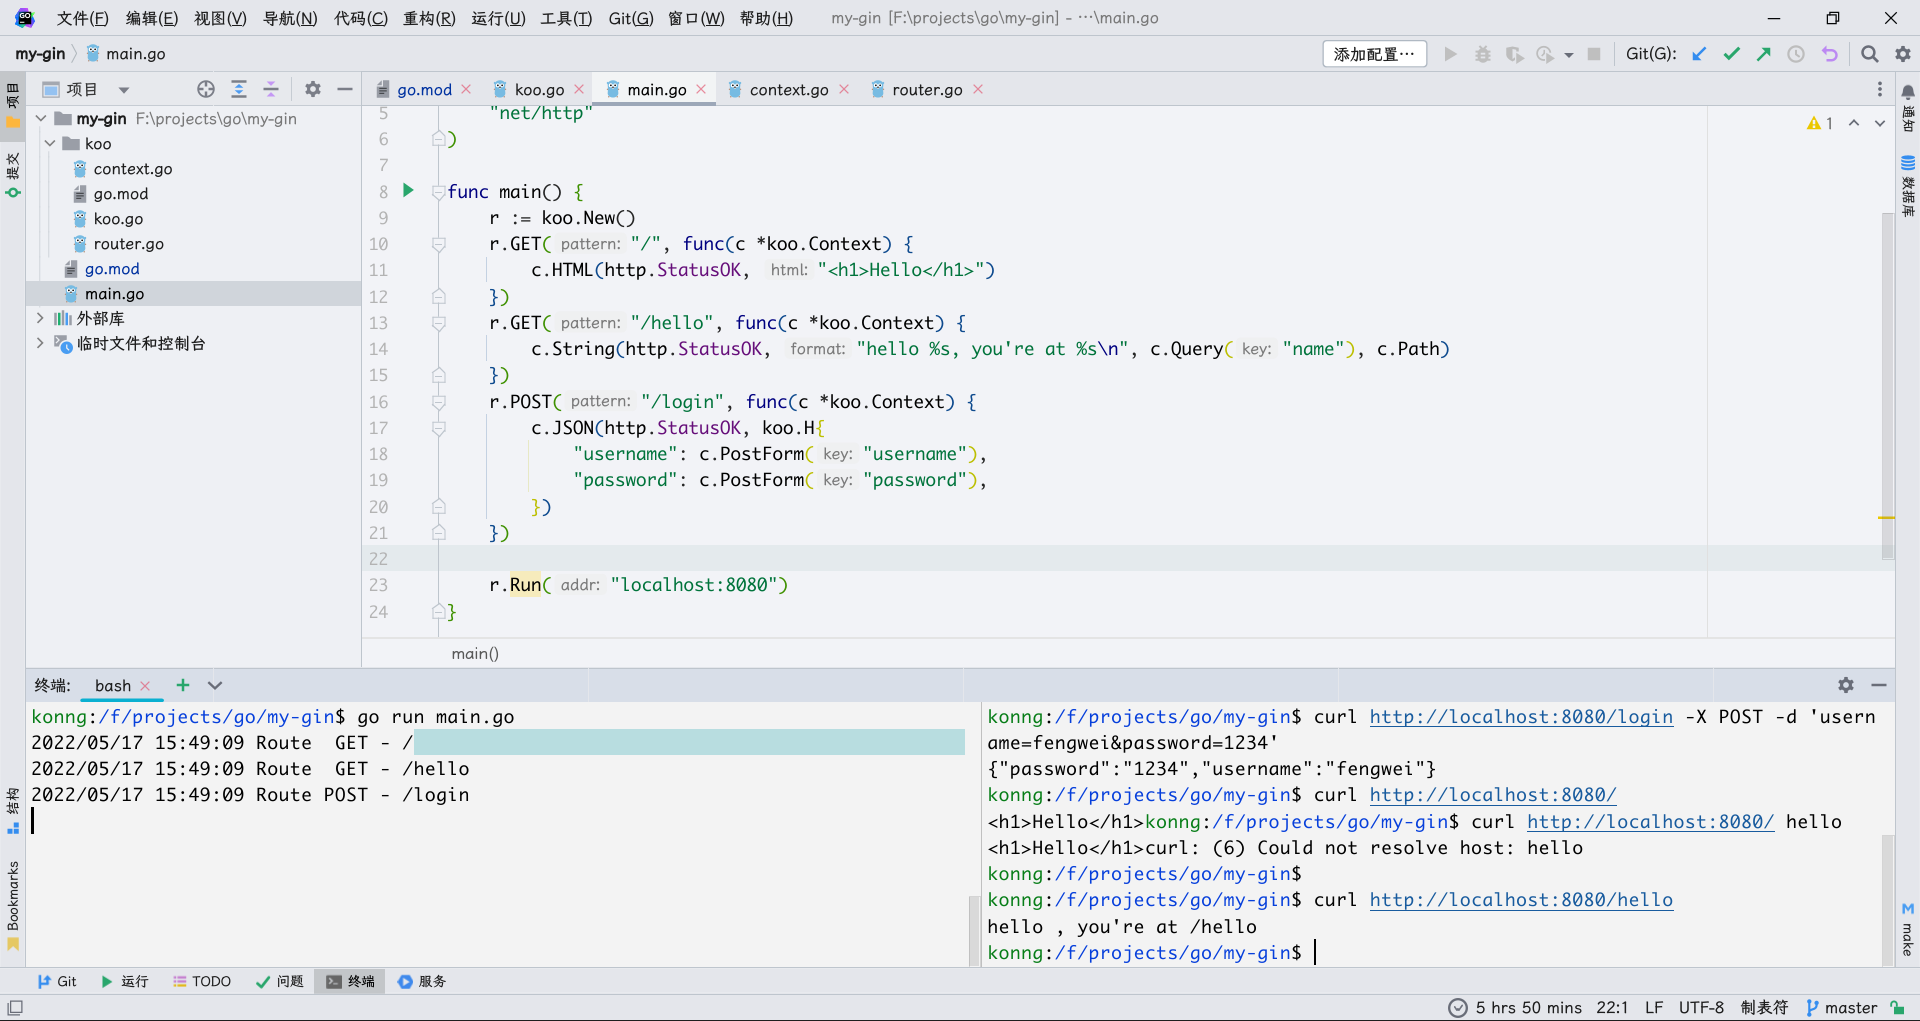 文件(F) 编辑(E) 视图(V) 导航(N) 代码(C) 重构(R) 运行(U) 工具(T) Git(G) 窗口(W) 帮助(H) my-gin [F:\projects\go\my-gin] - ...\main.go
my-gin main.go 添加配置... Git(G):
项目 go.mod koo.go main.go context.go router.go
my-gin F:\projects\go\my-gin
koo
context.go
go.mod
koo.go
router.go
go.mod
main.go
外部库
临时文件和控制台
项目
提交
结构
Bookmarks
1
5 "net/http"
6 )
7
8 func main() {
9 r := koo.New()
10 r.GET( pattern: "/", func(c *koo.Context) {
11 c.HTML(http.StatusOK, html: "<h1>Hello</h1>")
12 })
13 r.GET( pattern: "/hello", func(c *koo.Context) {
14 c.String(http.StatusOK, format: "hello %s, you're at %s\n", c.Query( key: "name"), c.Path)
15 })
16 r.POST( pattern: "/login", func(c *koo.Context) {
17 c.JSON(http.StatusOK, koo.H{
18 "username": c.PostForm( key: "username"),
19 "password": c.PostForm( key: "password"),
20 })
21 })
22
23 r.Run( addr: "localhost:8080")
24 }
main()
通知
数据库
make
终端: bash
konng:/f/projects/go/my-gin$ go run main.go
2022/05/17 15:49:09 Route  GET - /
2022/05/17 15:49:09 Route  GET - /hello
2022/05/17 15:49:09 Route POST - /login
konng:/f/projects/go/my-gin$ curl http://localhost:8080/login -X POST -d 'usern
ame=fengwei&password=1234'
{"password":"1234","username":"fengwei"}
konng:/f/projects/go/my-gin$ curl http://localhost:8080/
<h1>Hello</h1>konng:/f/projects/go/my-gin$ curl http://localhost:8080/ hello
<h1>Hello</h1>curl: (6) Could not resolve host: hello
konng:/f/projects/go/my-gin$
konng:/f/projects/go/my-gin$ curl http://localhost:8080/hello
hello , you're at /hello
konng:/f/projects/go/my-gin$
Git 运行 TODO 问题 终端 服务
5 hrs 50 mins 22:1 LF UTF-8 制表符 master